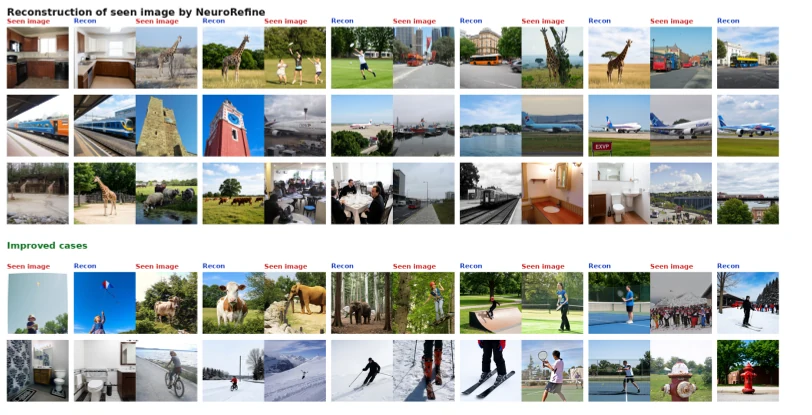 Reconstruction of seen image by NeuroRefine
Seen image Recon Seen image Recon Seen image Recon Seen image Recon Seen image Recon Seen image Recon
EXVP
Improved cases
Seen image Recon Seen image Recon Seen image Recon Seen image Recon Seen image Recon Seen image Recon